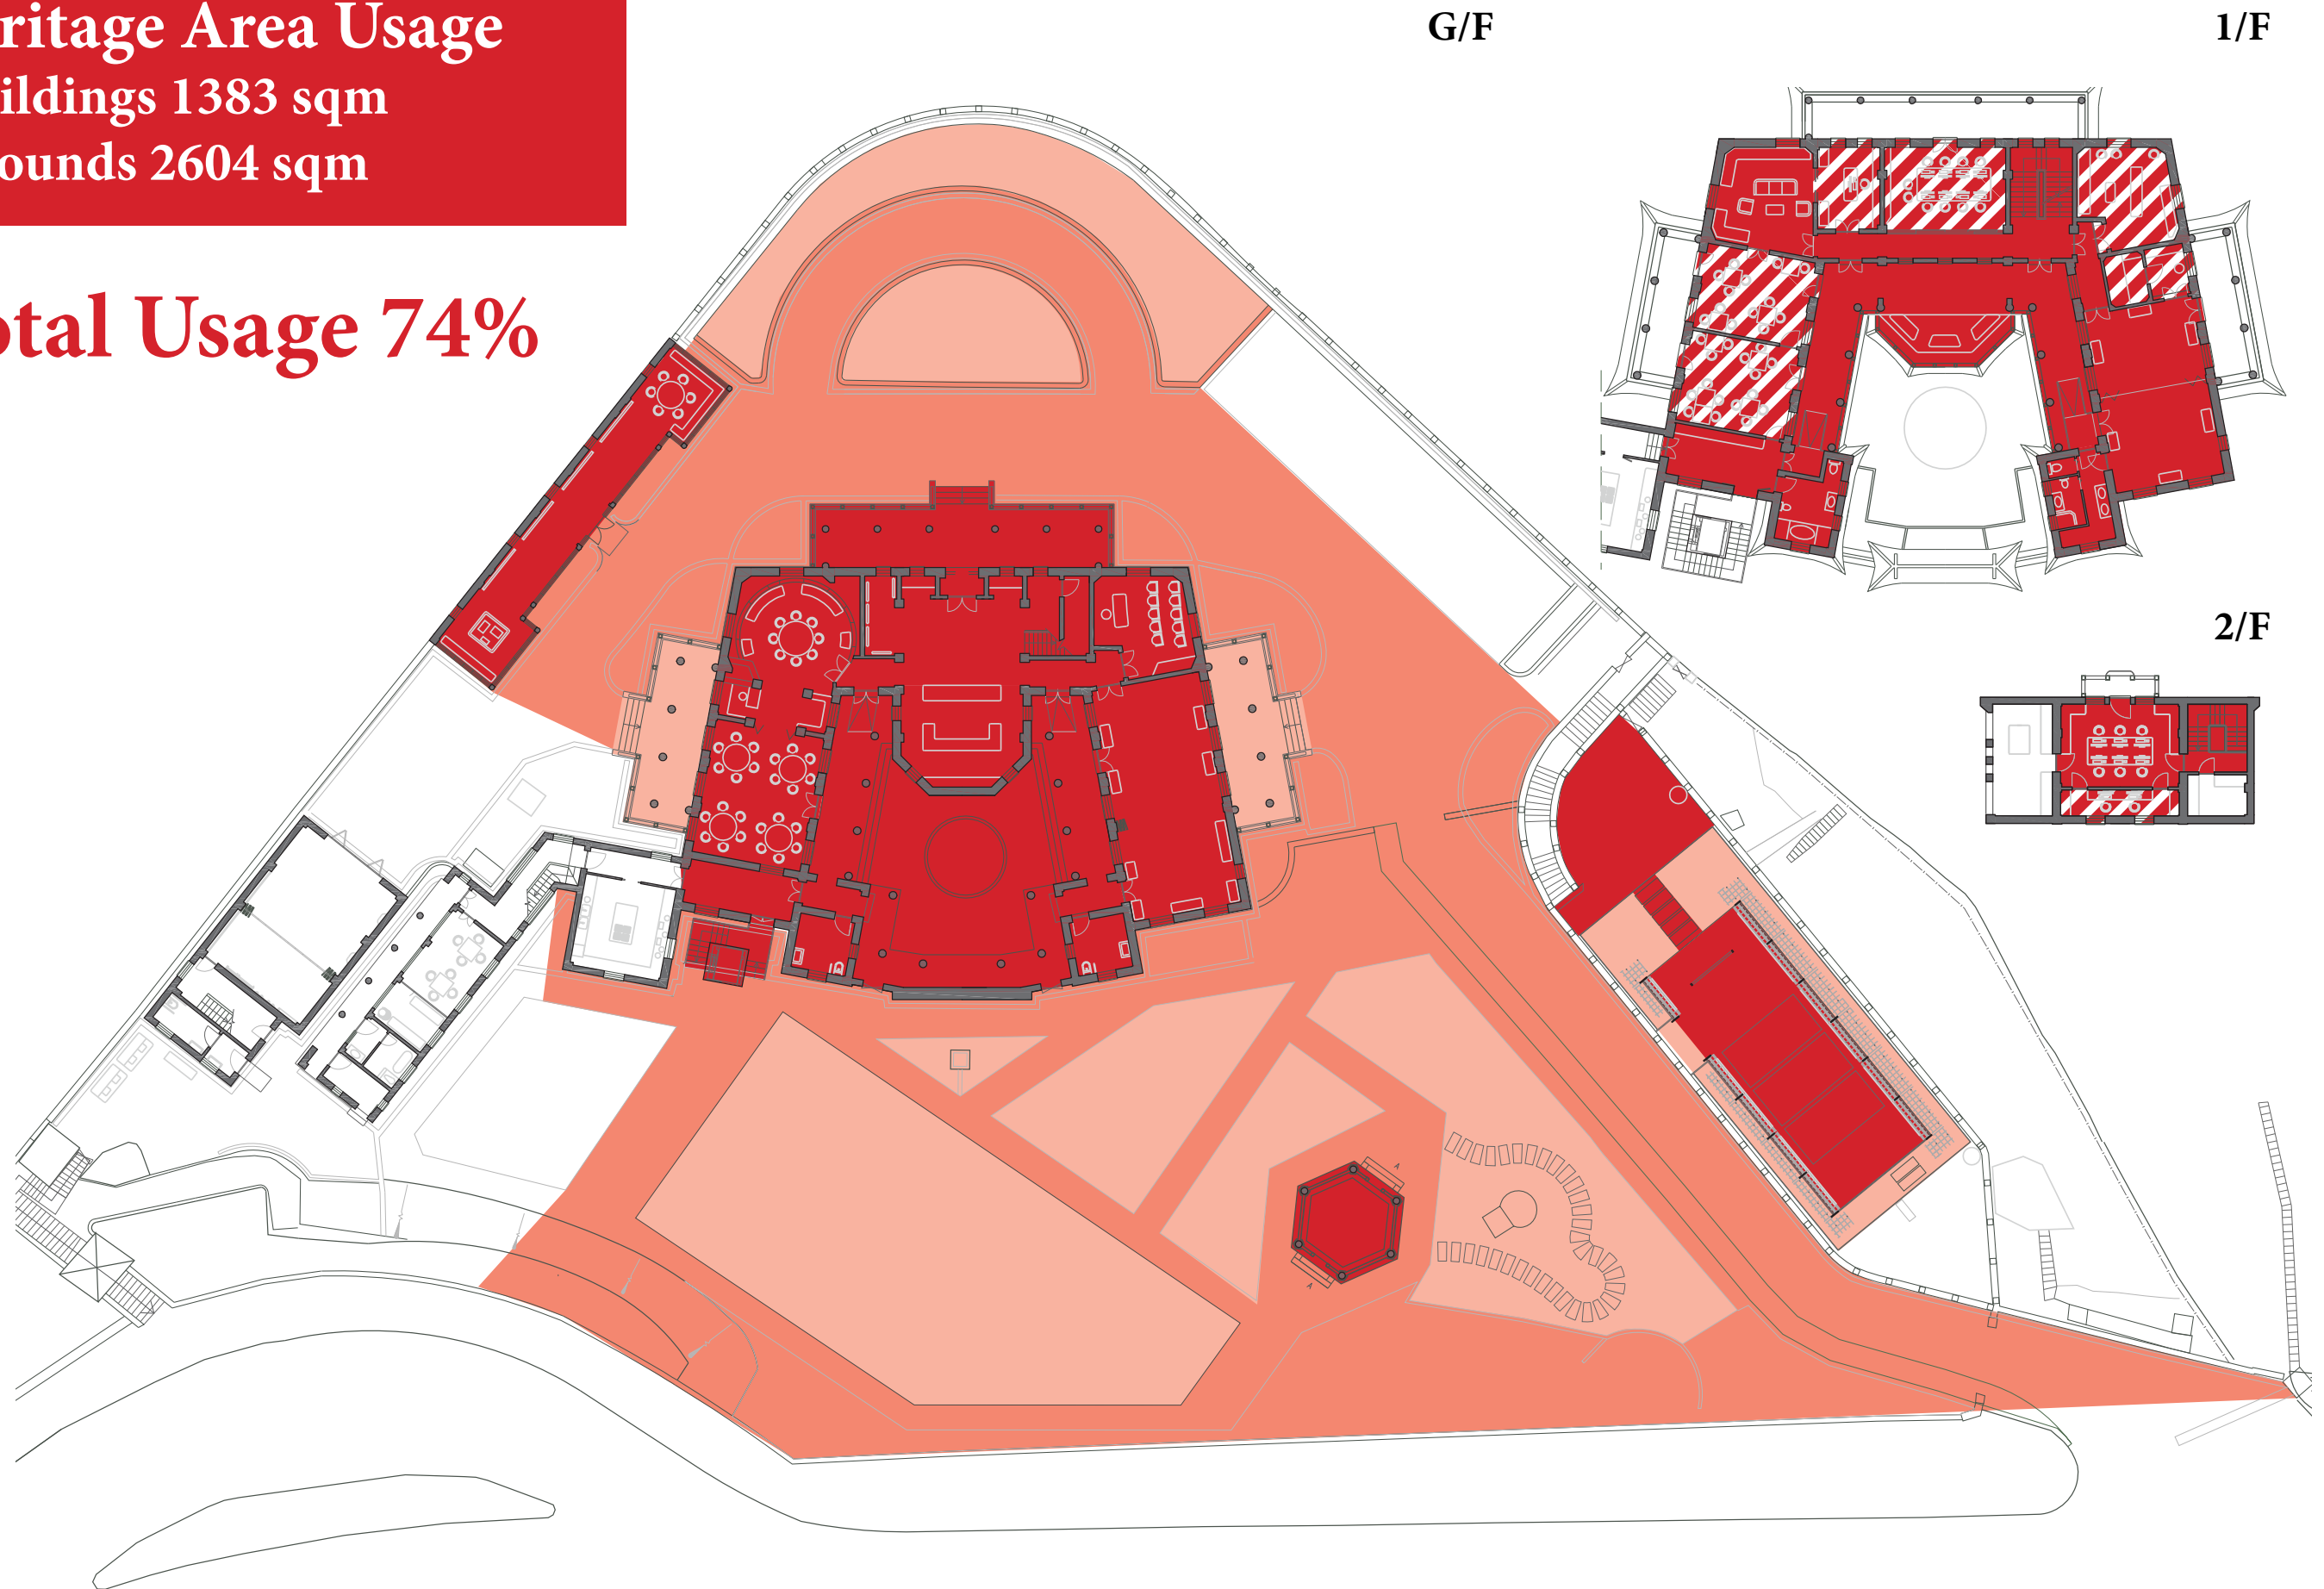 ritage Area Usage
ildings 1383 sqm
ounds 2604 sqm
otal Usage 74%
G/F
1/F
2/F
A
A